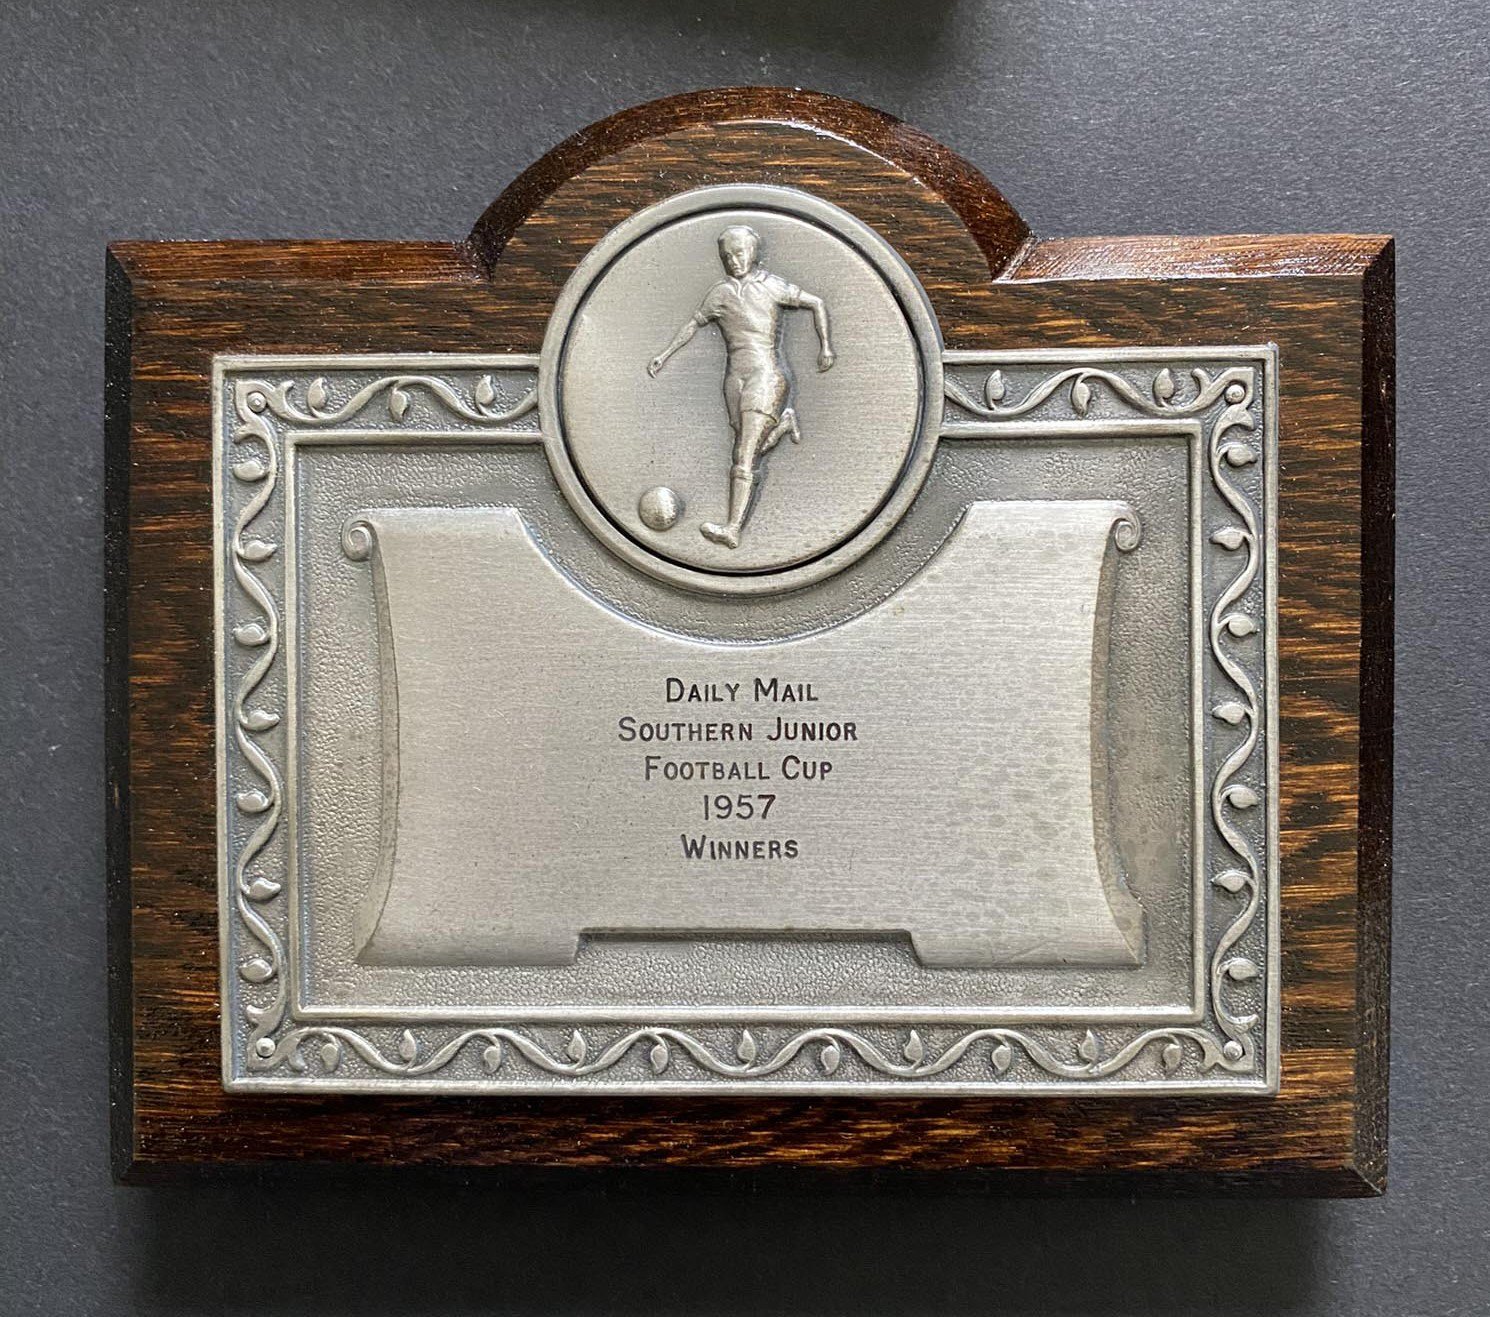 Daily Mail
Southern Junior
Football Cup
1957
Winners